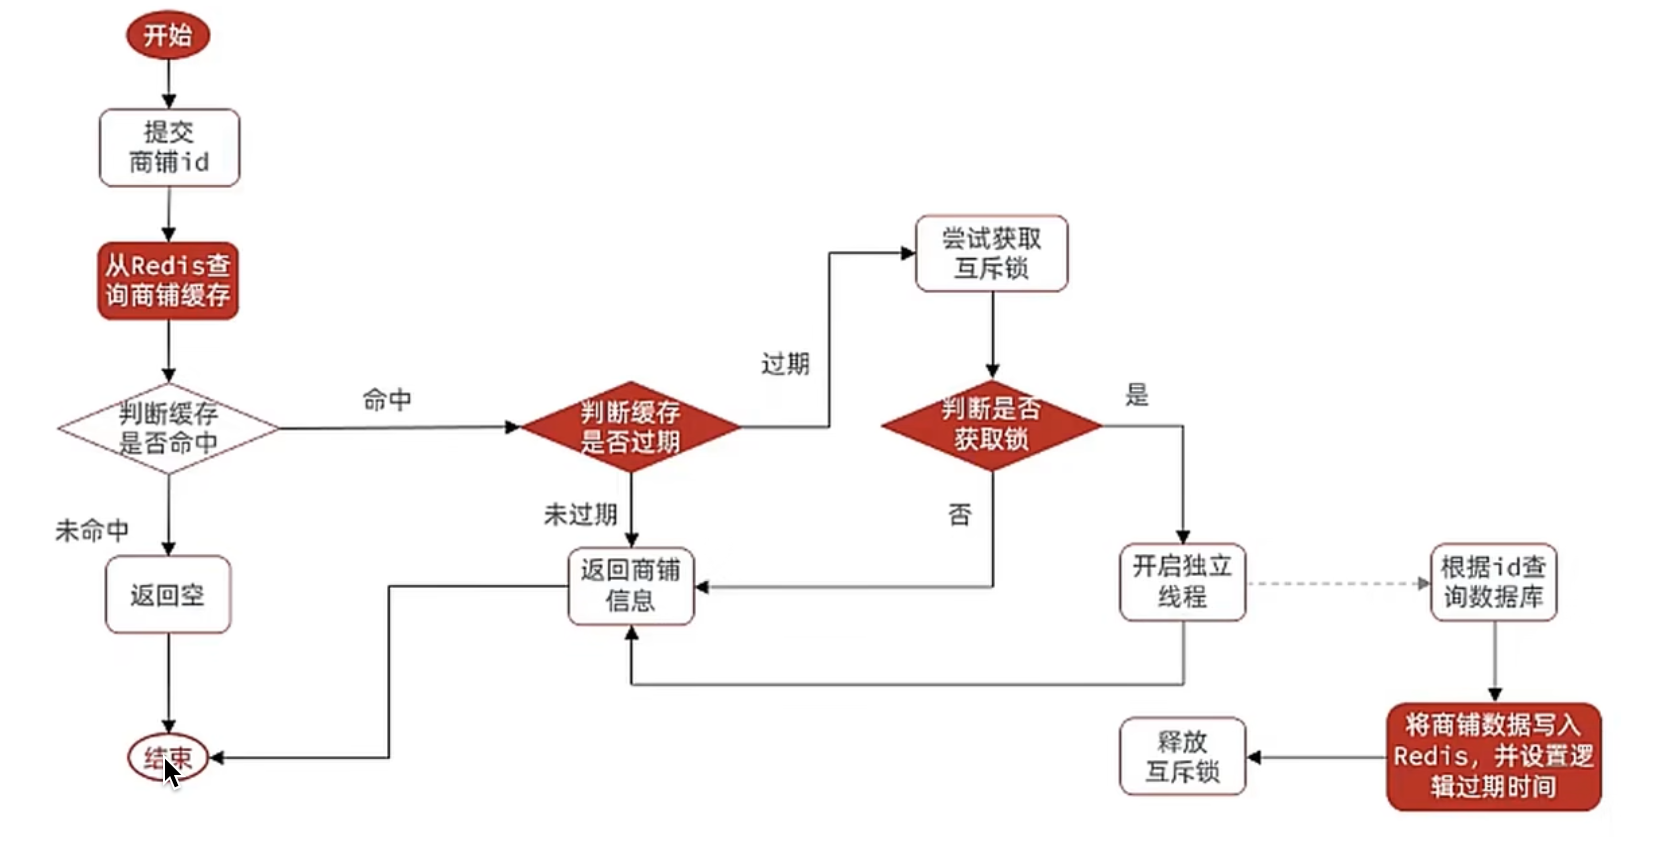 开始
提交
商铺id
从Redis查
询商铺缓存
判断缓存
是否命中
命中
未命中
返回空
结束
判断缓存
是否过期
过期
未过期
返回商铺
信息
尝试获取
互斥锁
判断是否
获取锁
是
否
开启独立
线程
根据id查
询数据库
将商铺数据写入
Redis，并设置逻
辑过期时间
释放
互斥锁